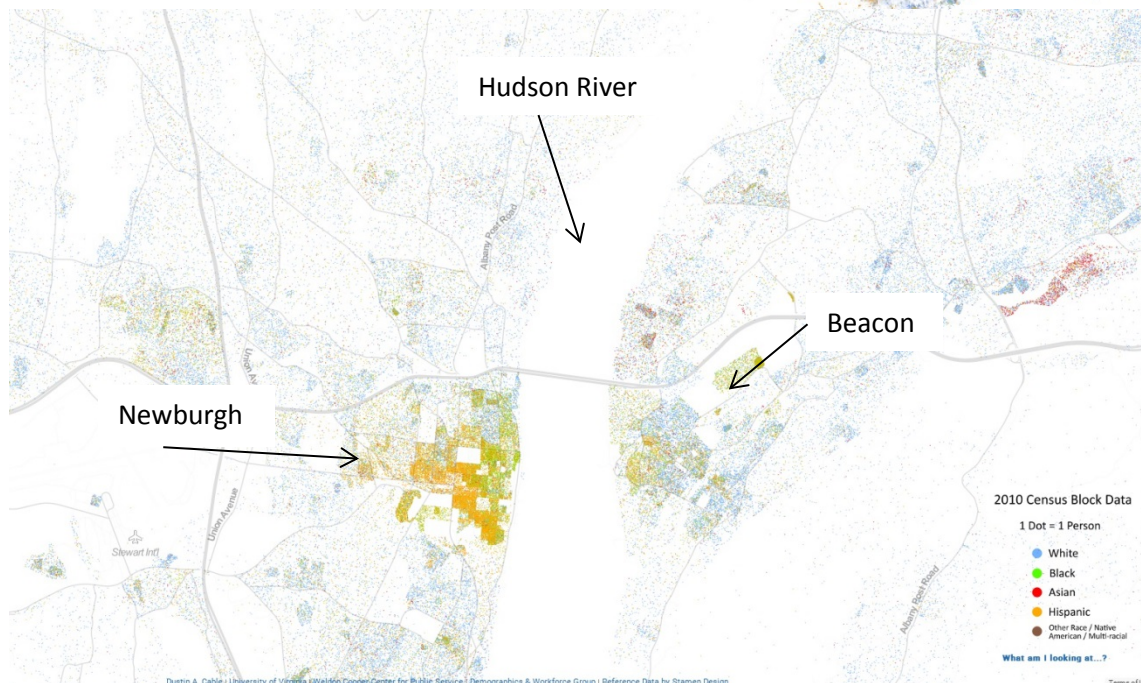 Hudson River
Albany Post Road
Beacon
Union Ave
Newburgh
Union Avenue
Stewart Int'l
Albany Post Road
2010 Census Block Data
1 Dot = 1 Person
White
Black
Asian
Hispanic
Other Race / Native
American / Multi-racial
What am I looking at...?
Dustin A. Cable | University of Virginia | Weldon Cooper Center for Public Service | Demographics & Workforce Group | Reference Data by Stamen Design